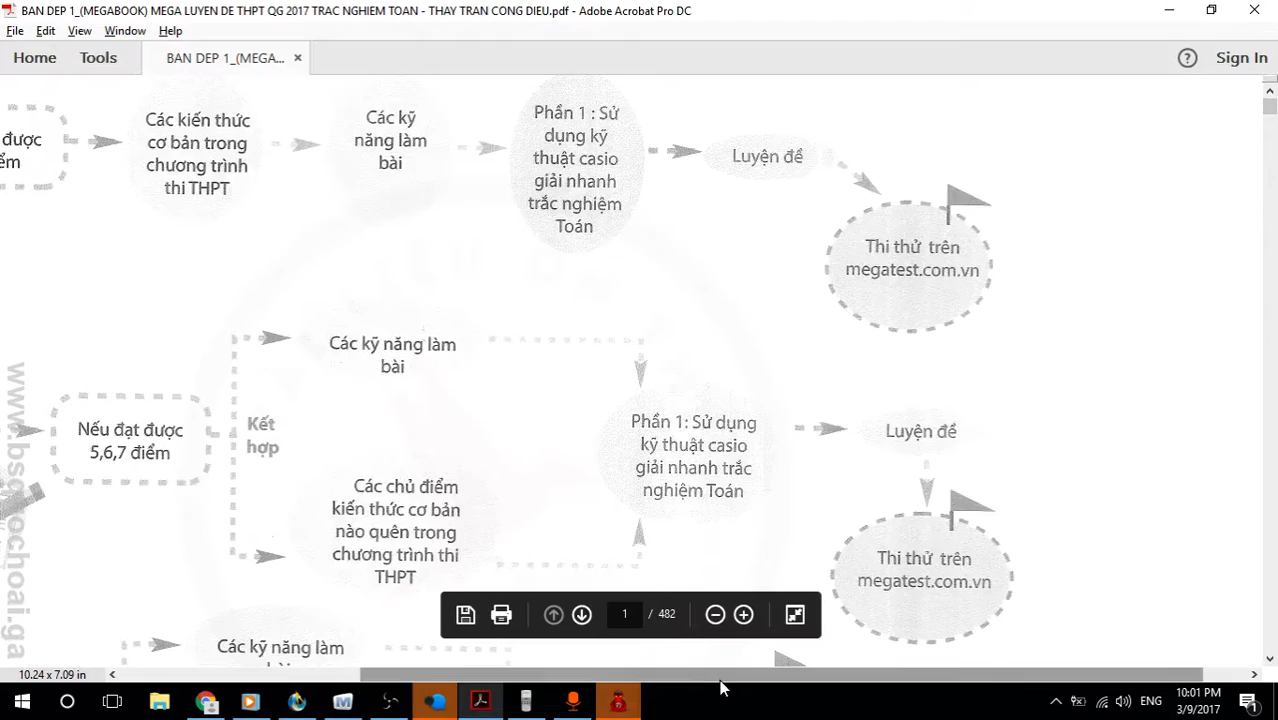 BAN DEP 1_(MEGABOOK) MEGA LUYEN DE THPT QG 2017 TRAC NGHIEM TOAN - THAY TRAN CONG DIEU.pdf - Adobe Acrobat Pro DC
File Edit View Window Help
Home Tools BAN DEP 1_(MEGA... × ? Sign In
được
ểm
Các kiến thức
cơ bản trong
chương trình
thi THPT
Các kỹ
năng làm
bài
Phần 1 : Sử
dụng kỹ
thuật casio
giải nhanh
trắc nghiệm
Toán
Luyện đề
Thi thử trên
megatest.com.vn
Nếu đạt được
5,6,7 điểm
Kết
hợp
Các kỹ năng làm
bài
Các chủ điểm
kiến thức cơ bản
nào quên trong
chương trình thi
THPT
Phần 1: Sử dụng
kỹ thuật casio
giải nhanh trắc
nghiệm Toán
Luyện đề
Thi thử trên
megatest.com.vn
Các kỹ năng làm
bài
www.bsochoai.ga
1 / 482
10.24 x 7.09 in
ENG
10:01 PM
3/9/2017
1